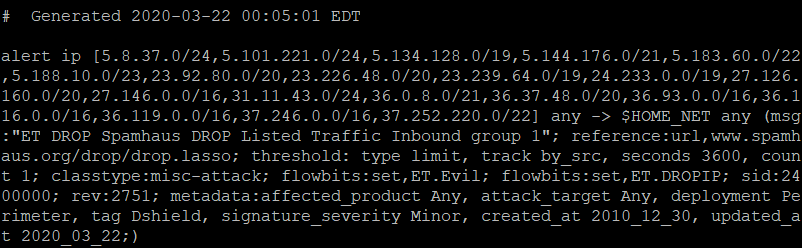 #  Generated 2020-03-22 00:05:01 EDT
alert ip [5.8.37.0/24,5.101.221.0/24,5.134.128.0/19,5.144.176.0/21,5.183.60.0/22
,5.188.10.0/23,23.92.80.0/20,23.226.48.0/20,23.239.64.0/19,24.233.0.0/19,27.126.
160.0/20,27.146.0.0/16,31.11.43.0/24,36.0.8.0/21,36.37.48.0/20,36.93.0.0/16,36.1
16.0.0/16,36.119.0.0/16,37.246.0.0/16,37.252.220.0/22] any -> $HOME_NET any (msg
:"ET DROP Spamhaus DROP Listed Traffic Inbound group 1"; reference:url,www.spamh
aus.org/drop/drop.lasso; threshold: type limit, track by_src, seconds 3600, coun
t 1; classtype:misc-attack; flowbits:set,ET.Evil; flowbits:set,ET.DROPIP; sid:24
00000; rev:2751; metadata:affected_product Any, attack_target Any, deployment Pe
rimeter, tag Dshield, signature_severity Minor, created_at 2010_12_30, updated_a
t 2020_03_22;)